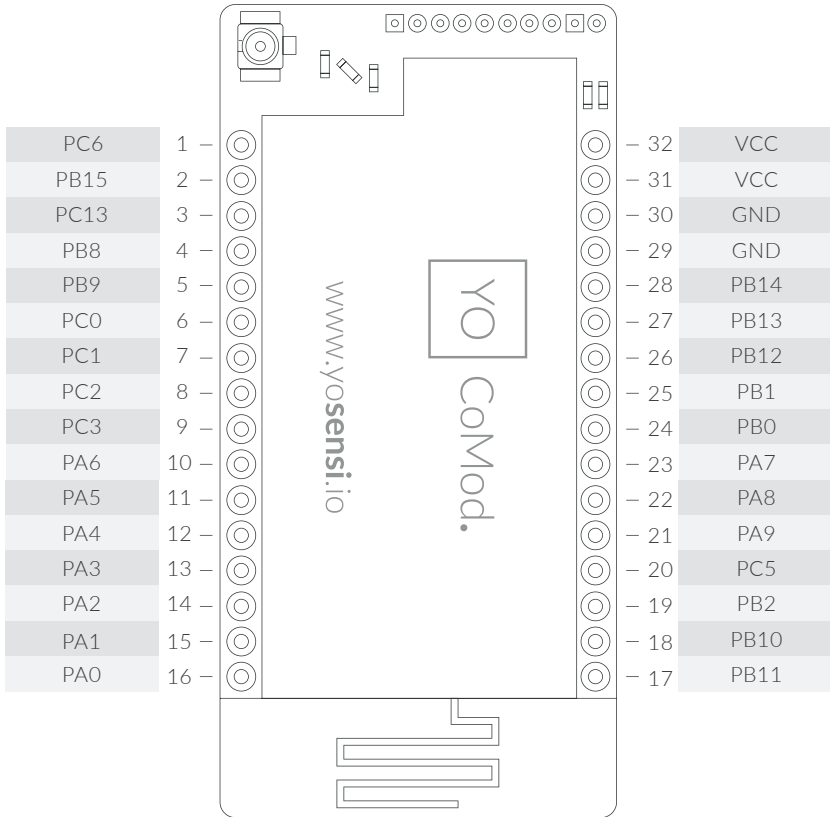 PC6 1 – – 32 VCC
PB15 2 – – 31 VCC
PC13 3 – – 30 GND
PB8 4 – – 29 GND
PB9 5 – – 28 PB14
PC0 6 – – 27 PB13
PC1 7 – – 26 PB12
PC2 8 – – 25 PB1
PC3 9 – – 24 PB0
PA6 10 – – 23 PA7
PA5 11 – – 22 PA8
PA4 12 – – 21 PA9
PA3 13 – – 20 PC5
PA2 14 – – 19 PB2
PA1 15 – – 18 PB10
PA0 16 – – 17 PB11
YO CoMod.
www.yosensi.io